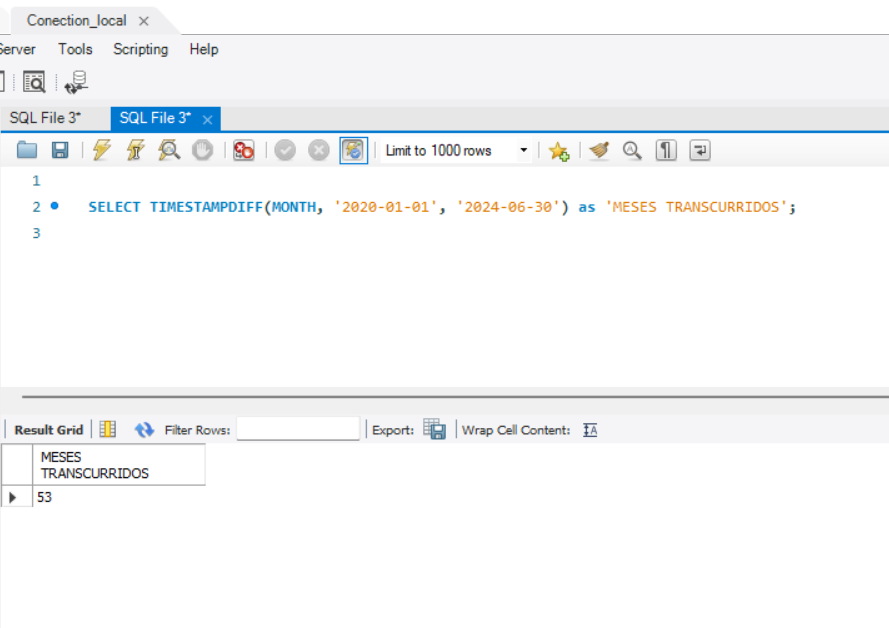 Conection_local
Server Tools Scripting Help
SQL File 3* SQL File 3*
Limit to 1000 rows
1
2 SELECT TIMESTAMPDIFF(MONTH, '2020-01-01', '2024-06-30') as 'MESES TRANSCURRIDOS';
3
Result Grid Filter Rows: Export: Wrap Cell Content: IA
MESES
TRANSCURRIDOS
53